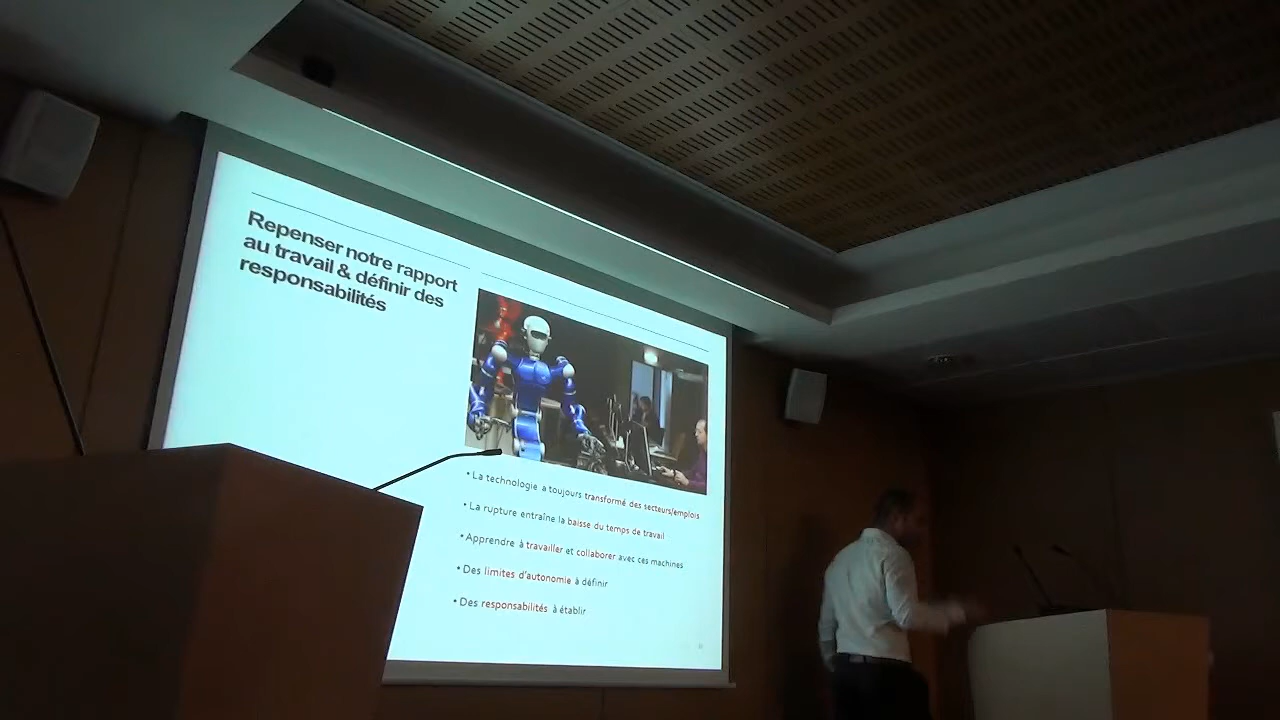 Repenser notre rapport
au travail & définir des
responsabilités
• La technologie a toujours transformé des secteurs/emplois
• La rupture entraîne la baisse du temps de travail
• Apprendre à travailler et collaborer avec ces machines
• Des limites d'autonomie à définir
• Des responsabilités à établir